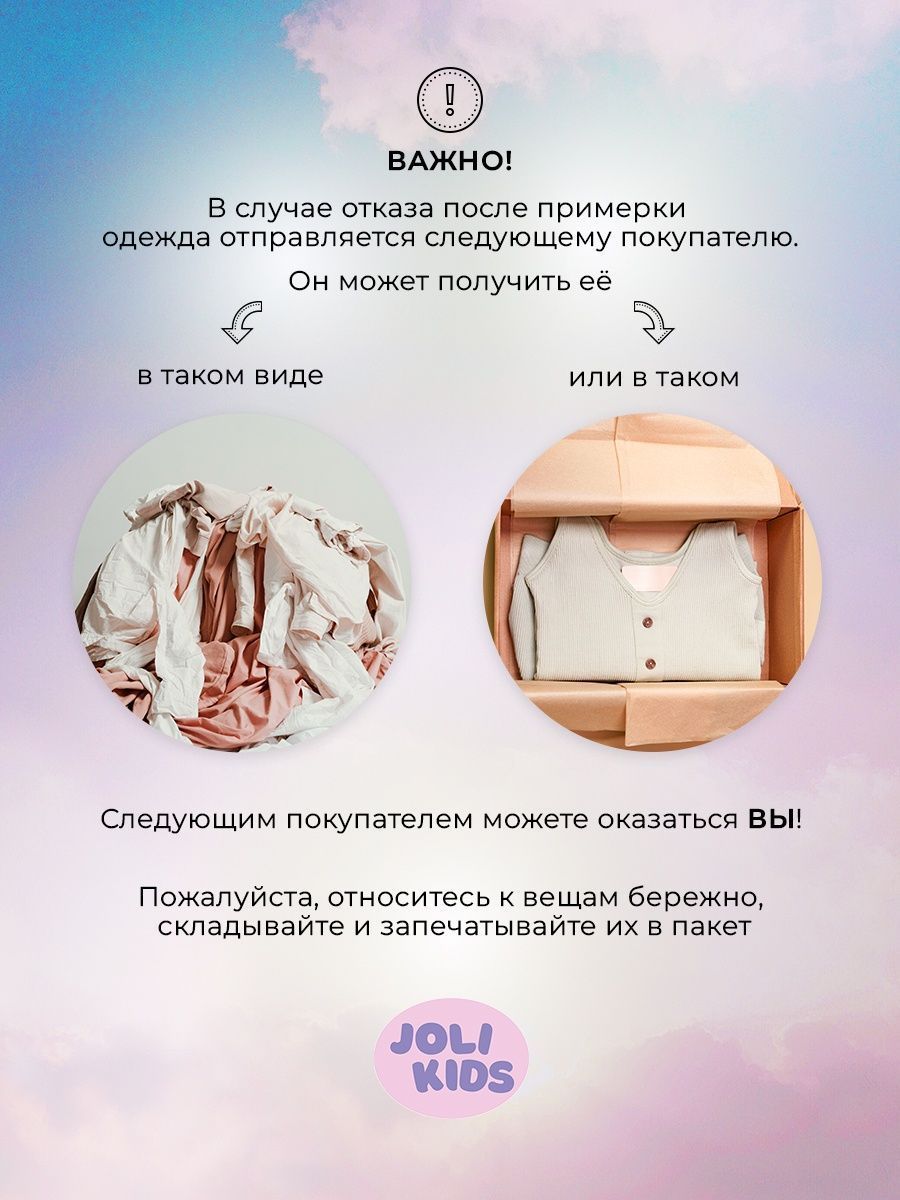 !
ВАЖНО!
В случае отказа после примерки
одежда отправляется следующему покупателю.
Он может получить её
в таком виде
или в таком
Следующим покупателем можете оказаться ВЫ!
Пожалуйста, относитесь к вещам бережно,
складывайте и запечатывайте их в пакет
JOLI
KIDS